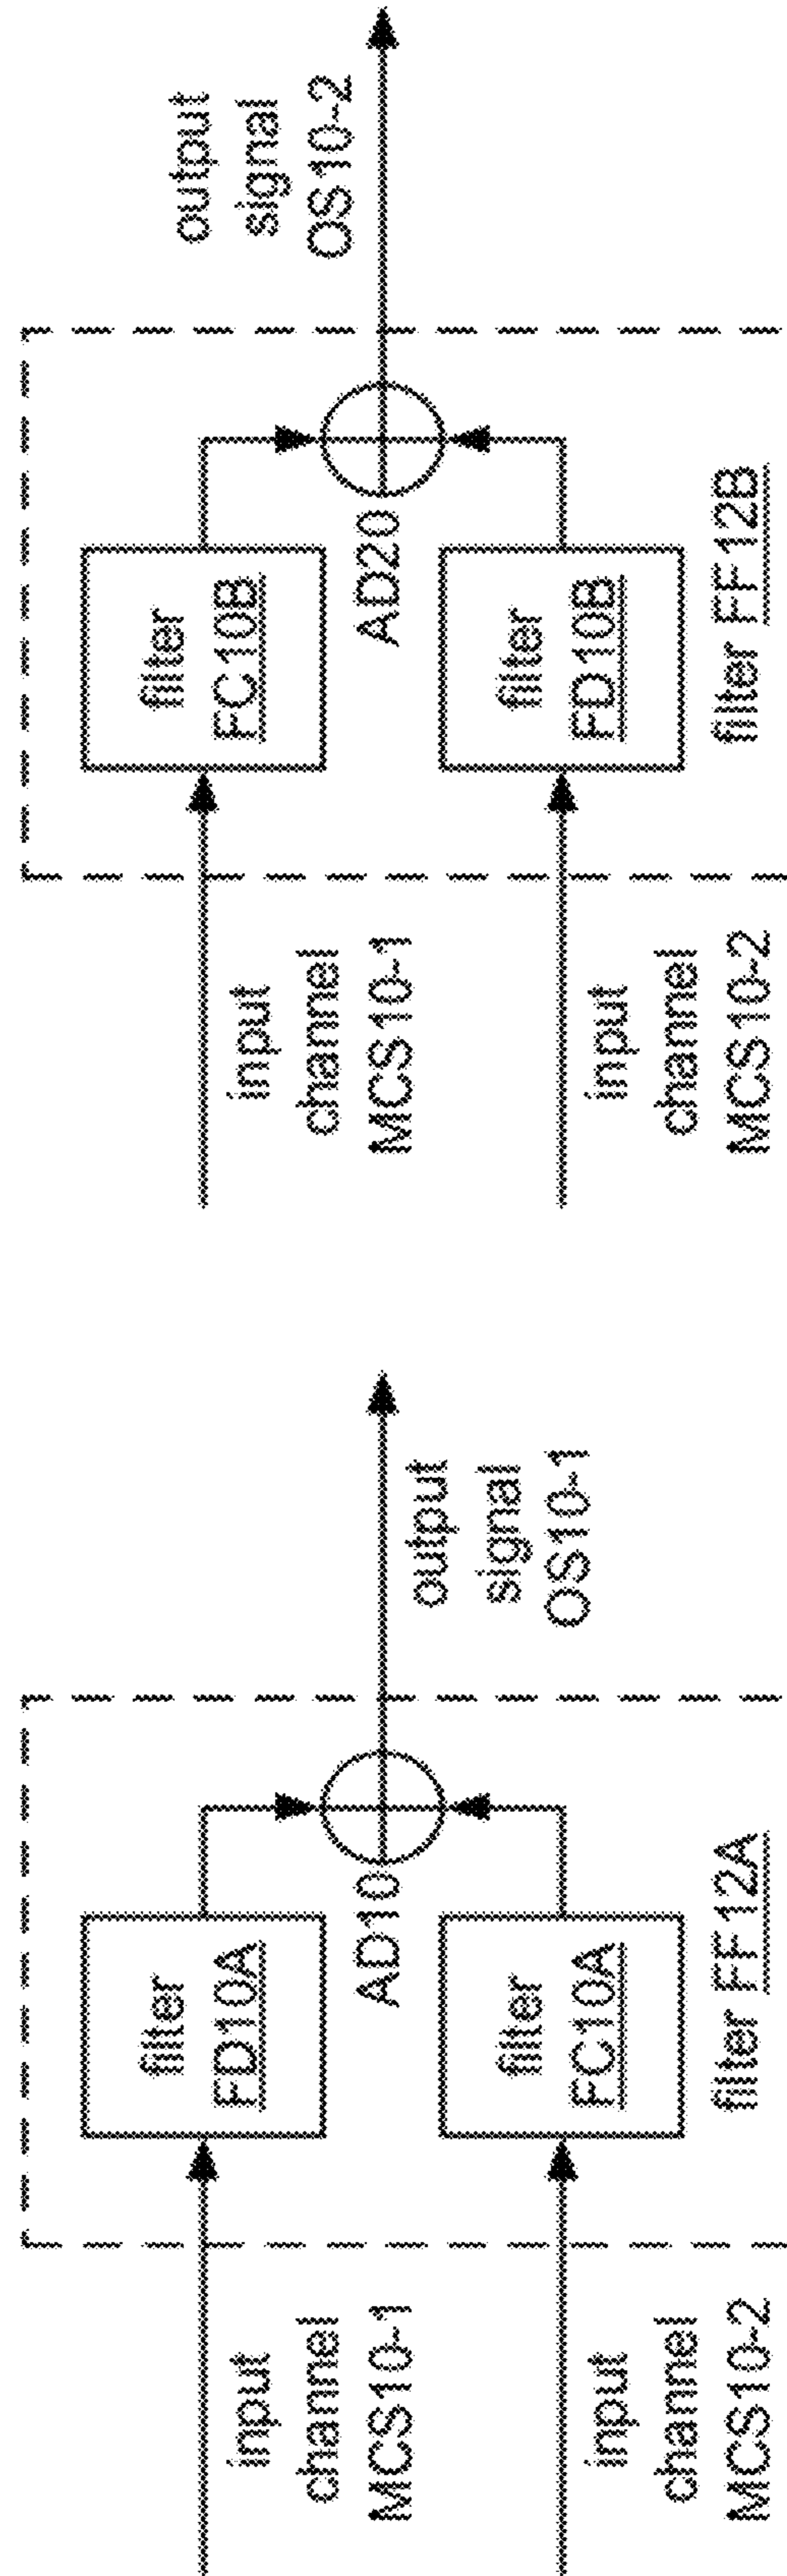 input
channel
MCS10-1
filter
FD10A
AD10
output
signal
OS10-1
input
channel
MCS10-2
filter
FC10A
filter FF12A
input
channel
MCS10-1
filter
FC10B
AD20
output
signal
OS10-2
input
channel
MCS10-2
filter
FD10B
filter FF12B